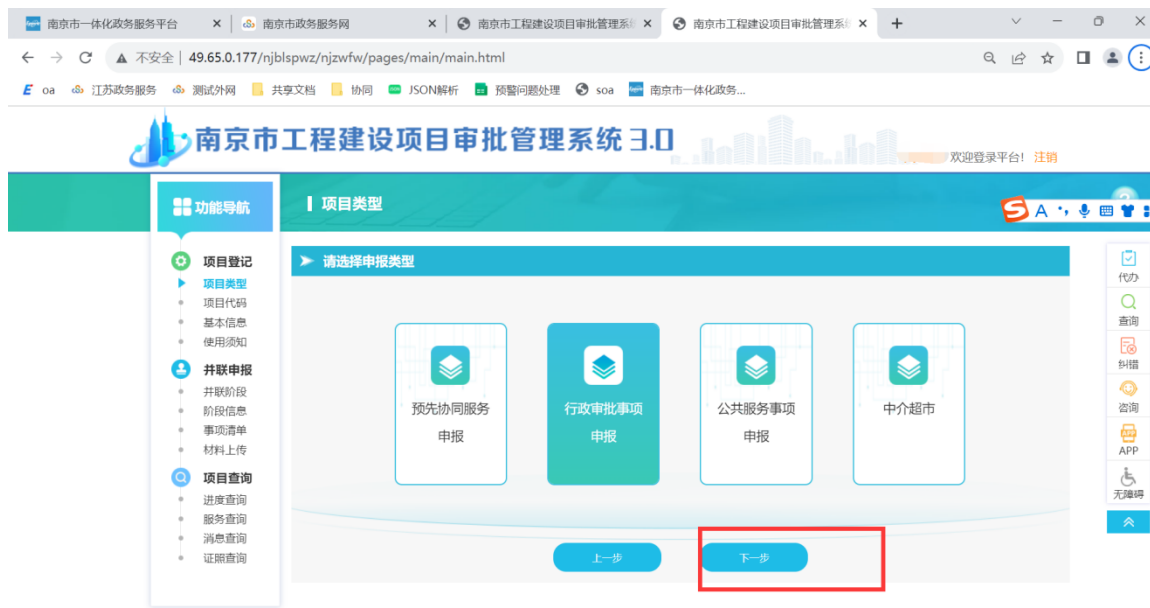 南京市一体化政务服务平台
南京市政务服务网
南京市工程建设项目审批管理系
南京市工程建设项目审批管理系
不安全 | 49.65.0.177/njblspwz/njzwfw/pages/main/main.html
oa 江苏政务服务 测试外网 共享文档 协同 JSON解析 预警问题处理 soa 南京市一体化政务...
南京市工程建设项目审批管理系统 3.0
欢迎登录平台! 注销
功能导航
项目类型
A
项目登记
项目类型
项目代码
基本信息
使用须知
并联申报
并联阶段
阶段信息
事项清单
材料上传
项目查询
进度查询
服务查询
消息查询
证照查询
请选择申报类型
预先协同服务
申报
行政审批事项
申报
公共服务事项
申报
中介超市
上一步
下一步
代办
查询
纠错
咨询
APP
APP
无障碍